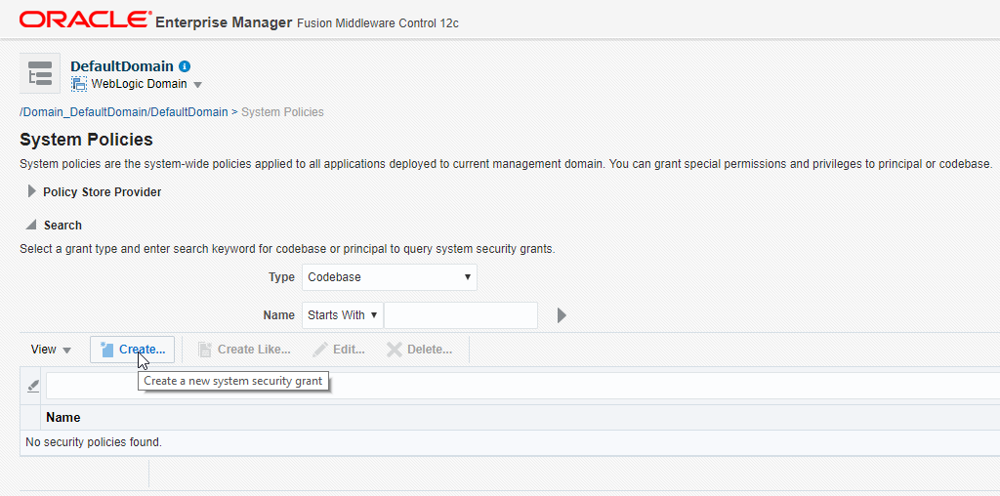 ORACLE® Enterprise Manager Fusion Middleware Control 12c
DefaultDomain
WebLogic Domain
/Domain_DefaultDomain/DefaultDomain > System Policies
System Policies
System policies are the system-wide policies applied to all applications deployed to current management domain. You can grant special permissions and privileges to principal or codebase.
Policy Store Provider
Search
Select a grant type and enter search keyword for codebase or principal to query system security grants.
Type Codebase
Name Starts With
View Create... Create Like... Edit... Delete...
Create a new system security grant
Name
No security policies found.